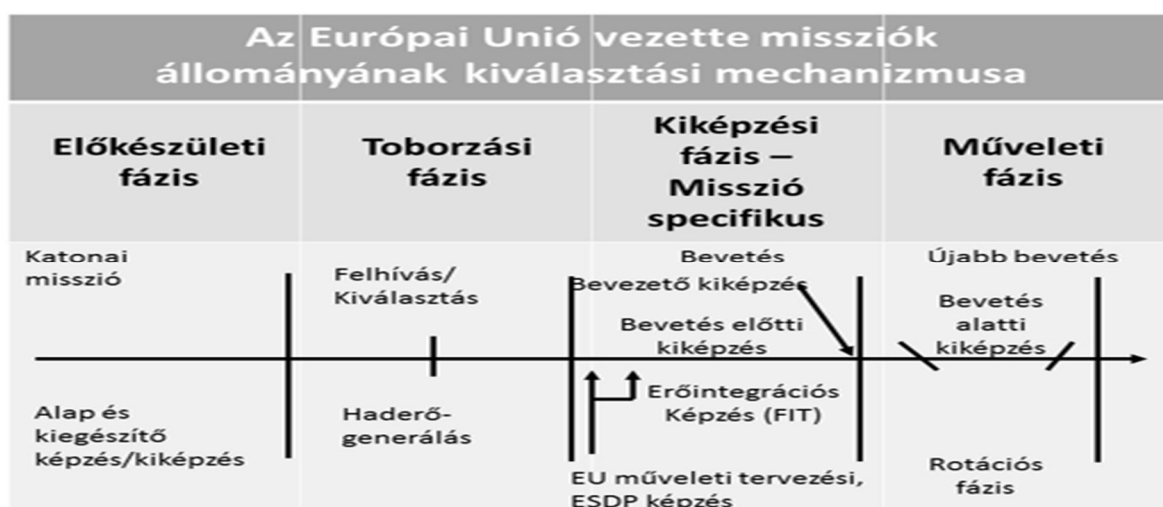 Az Európai Unió vezette missziók
állományának kiválasztási mechanizmusa
Előkészületi
fázis
Toborzási
fázis
Kiképzési
fázis –
Misszió
specifikus
Műveleti
fázis
Katonai
misszió
Alap és
kiegészítő
képzés/kiképzés
Felhívás/
Kiválasztás
Haderő-
generálás
Bevetés
Bevezető kiképzés
Bevetés előtti
kiképzés
Erőintegrációs
Képzés (FIT)
EU műveleti tervezési,
ESDP képzés
Újabb bevetés
Bevetés
alatti
kiképzés
Rotációs
fázis